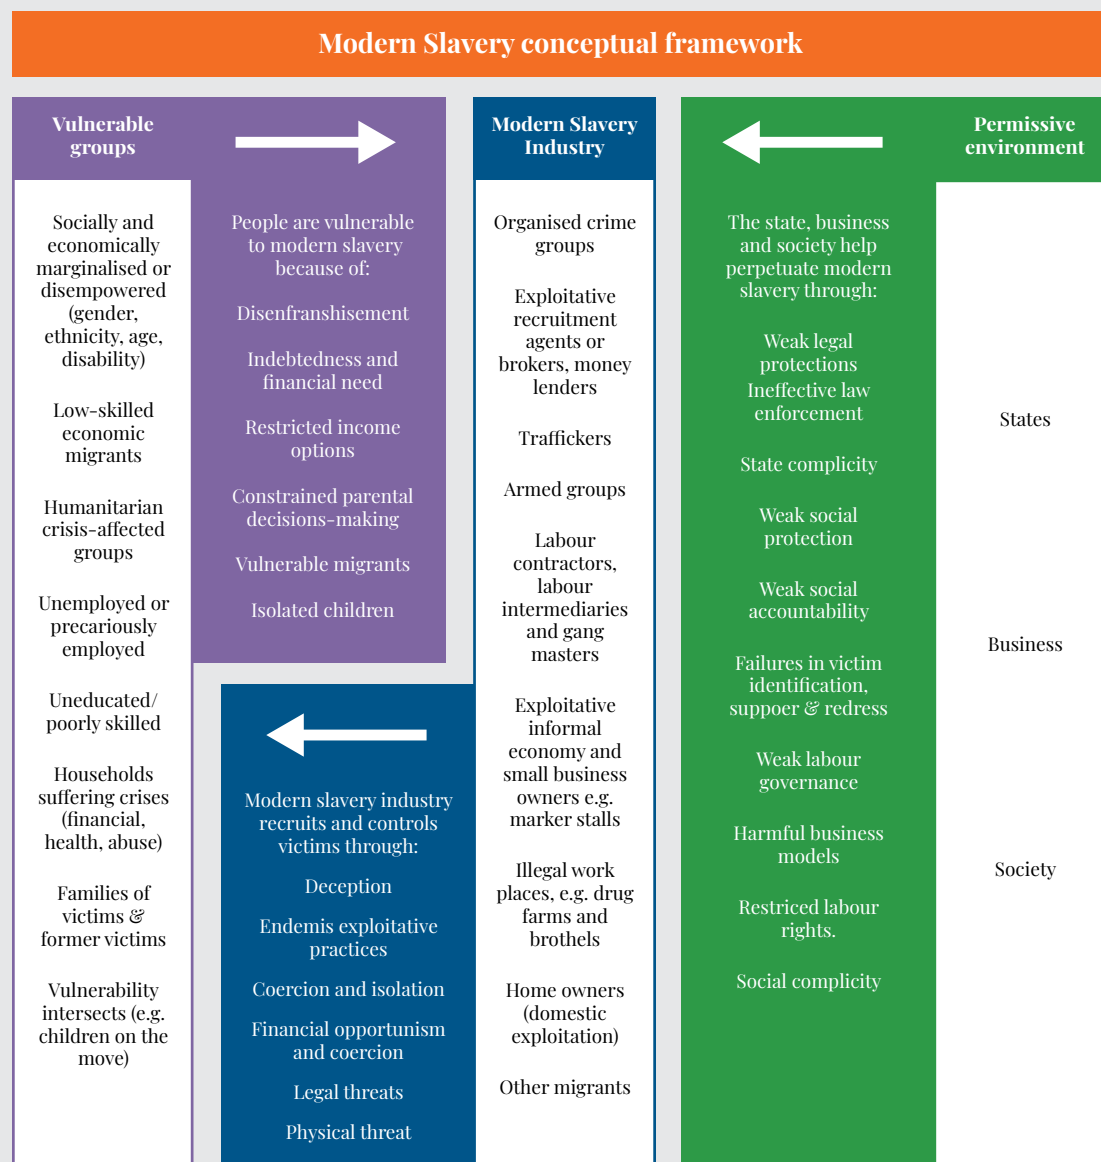 Modern Slavery conceptual framework
Vulnerable
groups
Socially and
economically
marginalised or
disempowered
(gender,
ethnicity, age,
disability)
Low-skilled
economic
migrants
Humanitarian
crisis-affected
groups
Unemployed or
precariously
employed
Uneducated/
poorly skilled
Households
suffering crises
(financial,
health, abuse)
Families of
victims &
former victims
Vulnerability
intersects (e.g.
children on the
move)
People are vulnerable
to modern slavery
because of:
Disenfranshisement
Indebtedness and
financial need
Restricted income
options
Constrained parental
decisions-making
Vulnerable migrants
Isolated children
Modern slavery industry
recruits and controls
victims through:
Deception
Endemis exploitative
practices
Coercion and isolation
Financial opportunism
and coercion
Legal threats
Physical threat
Modern Slavery
Industry
Organised crime
groups
Exploitative
recruitment
agents or
brokers, money
lenders
Traffickers
Armed groups
Labour
contractors,
labour
intermediaries
and gang
masters
Exploitative
informal
economy and
small business
owners e.g.
marker stalls
Illegal work
places, e.g. drug
farms and
brothels
Home owners
(domestic
exploitation)
Other migrants
The state, business
and society help
perpetuate modern
slavery through:
Weak legal
protections
Ineffective law
enforcement
State complicity
Weak social
protection
Weak social
accountability
Failures in victim
identification,
suppoer & redress
Weak labour
governance
Harmful business
models
Restriced labour
rights.
Social complicity
Permissive
environment
States
Business
Society